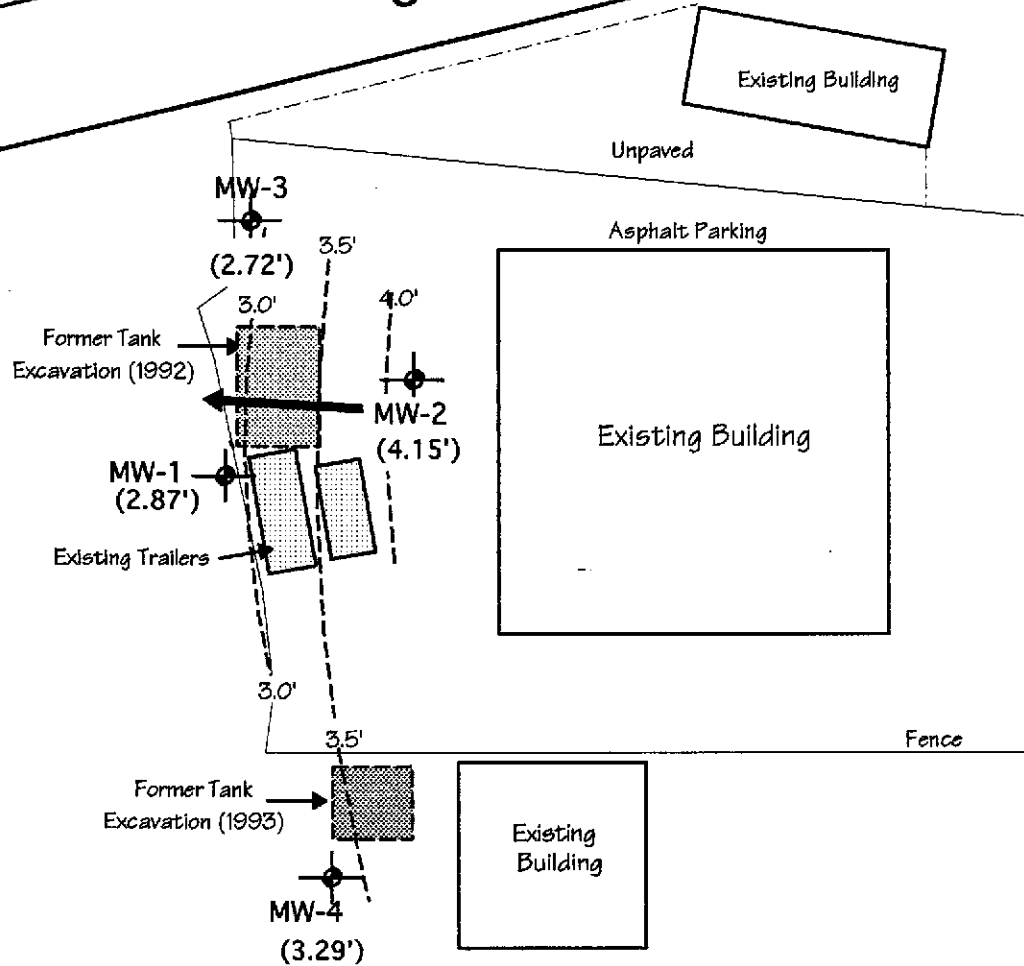 Existing Building
Unpaved
MW-3
Asphalt Parking
3.5'
(2.72')
3.0'
4.0'
Former Tank
Excavation (1992)
MW-2
(4.15')
Existing Building
MW-1
(2.87')
Existing Trailers
3.0'
3.5'
Fence
Former Tank
Excavation (1993)
Existing
Building
MW-4
(3.29')